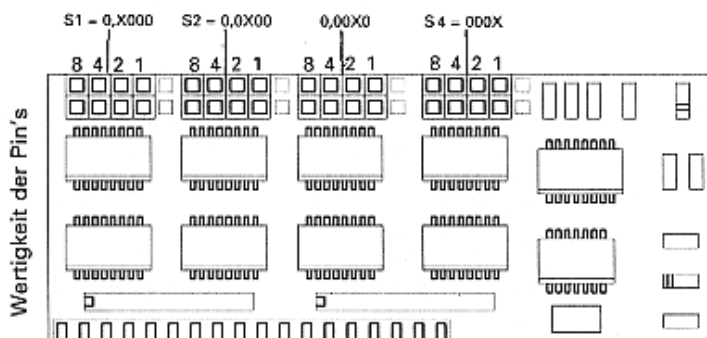 S1 = 0,X000 S2 = 0,0X00 0,00X0 S4 = 000X
8 4 2 1 8 4 2 1 8 4 2 1 8 4 2 1
Wertigkeit der Pin's